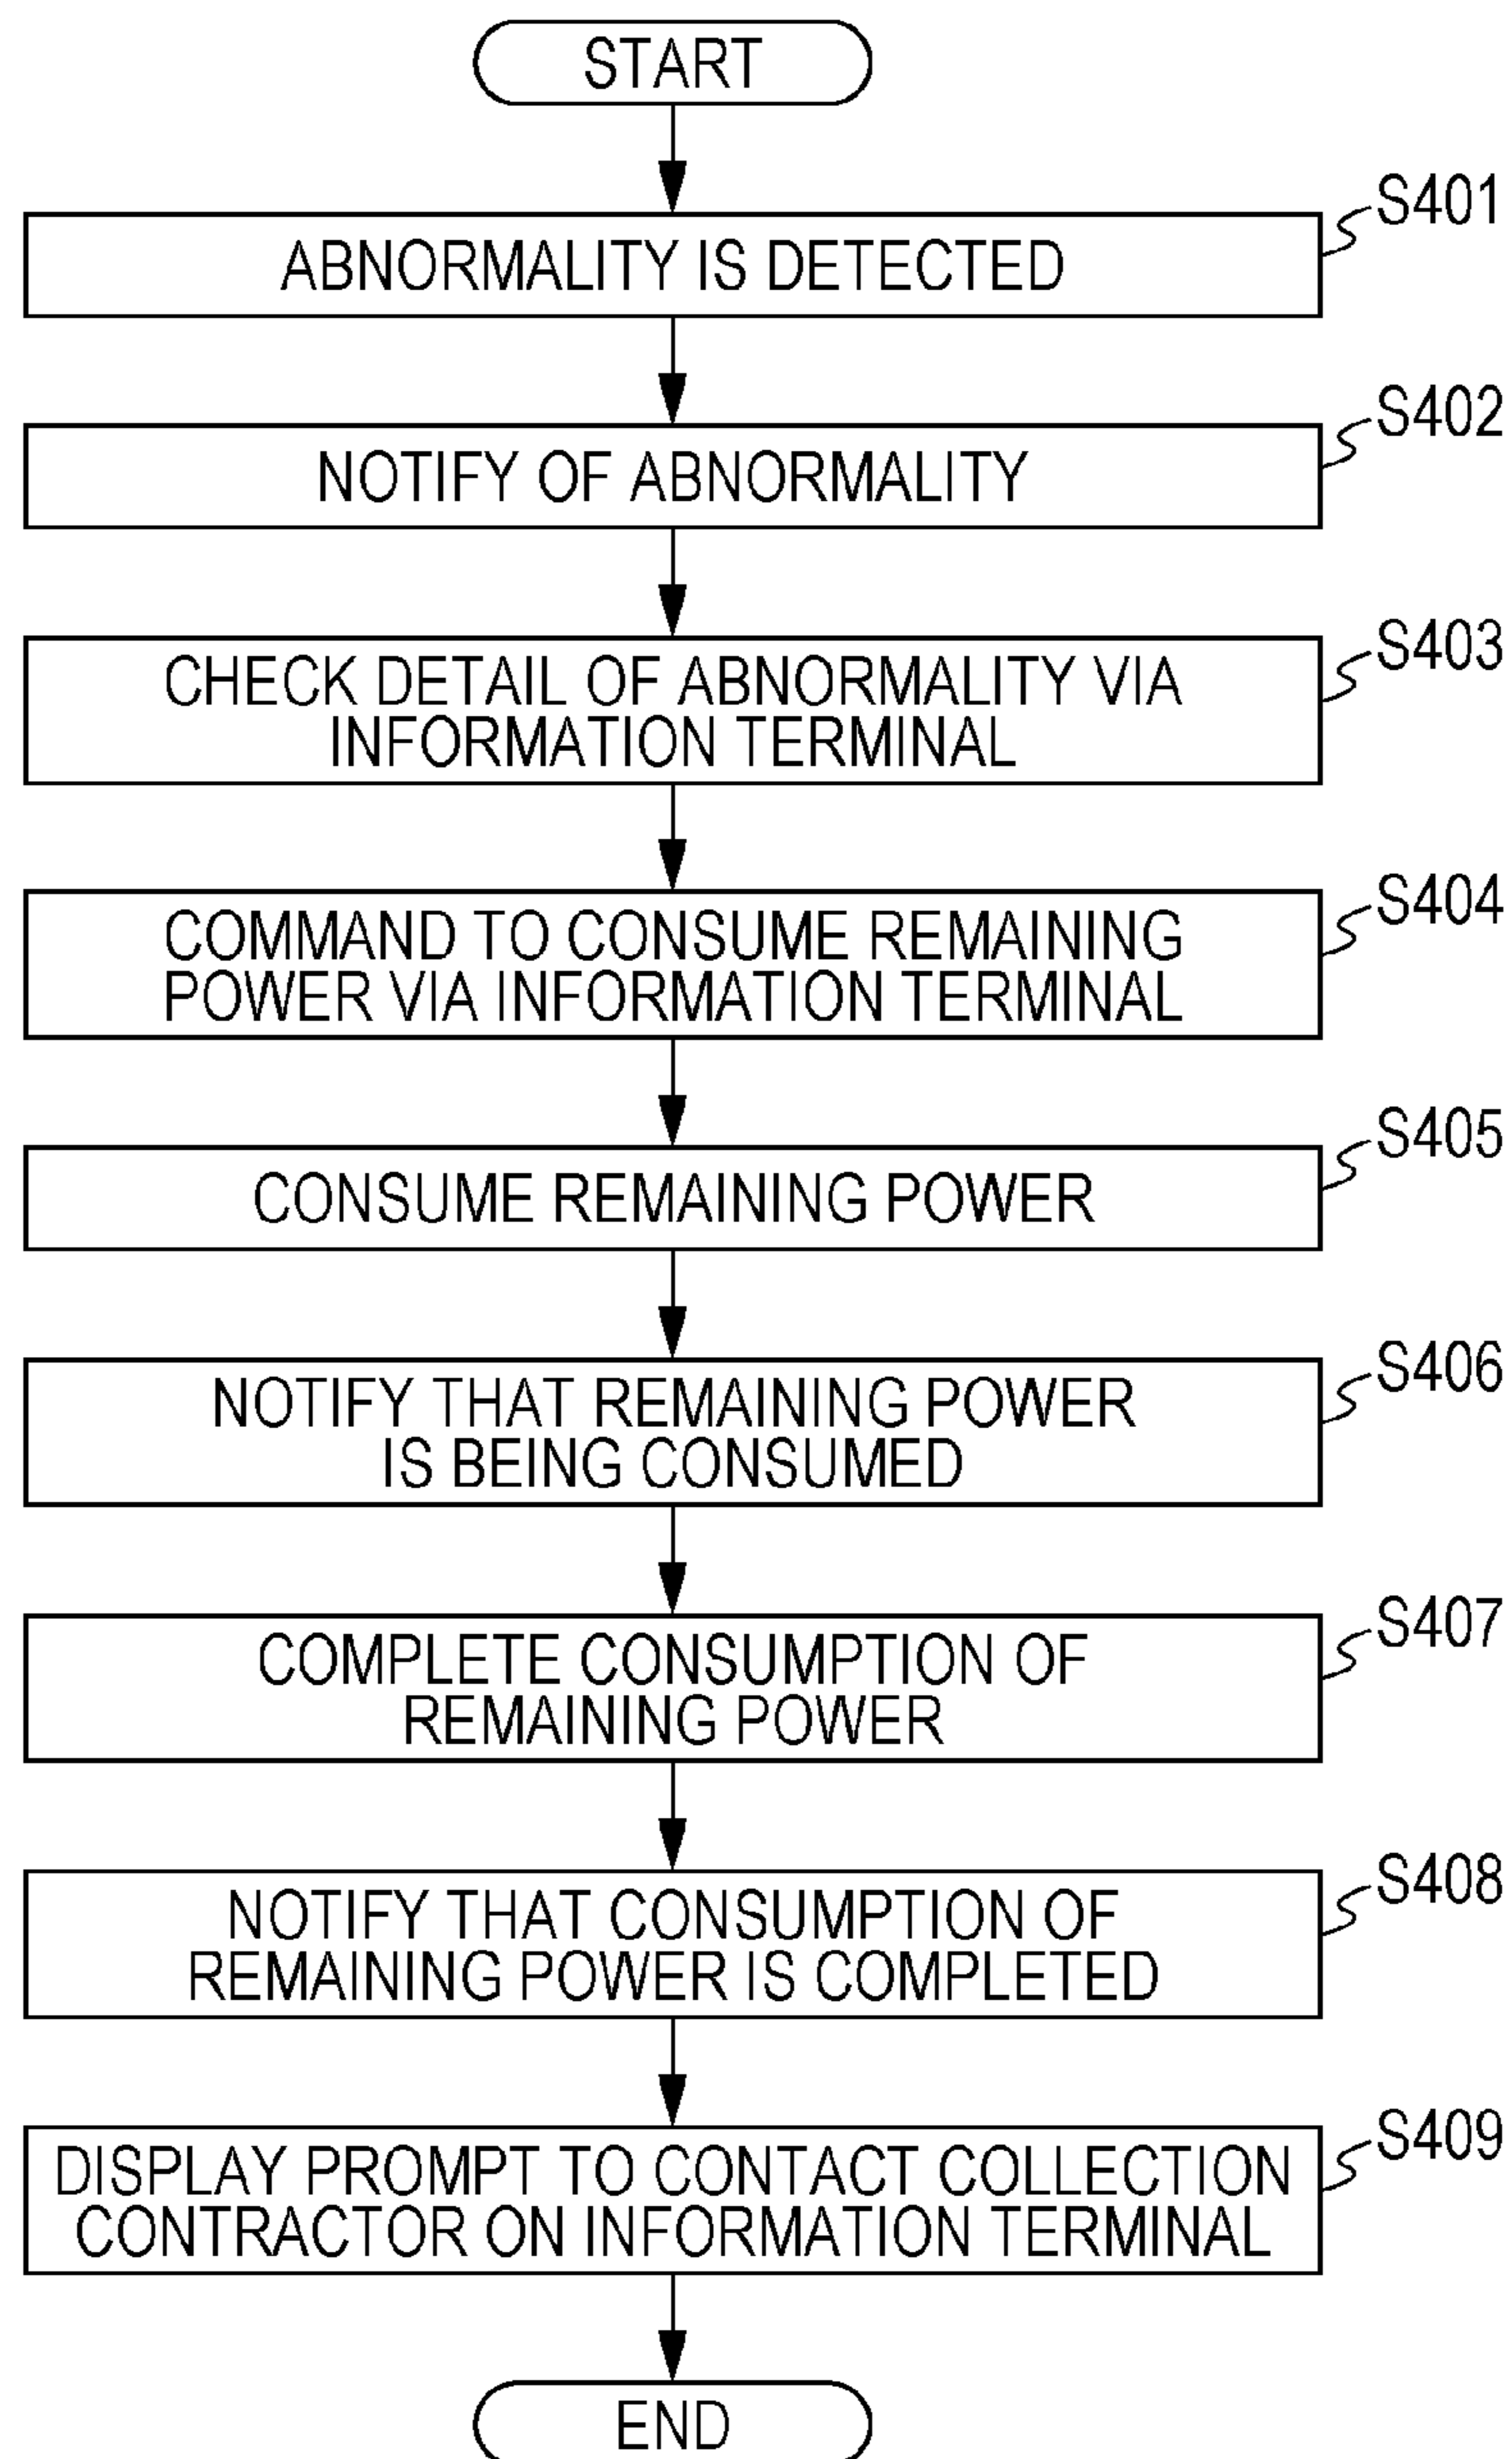 START
S401
ABNORMALITY IS DETECTED
S402
NOTIFY OF ABNORMALITY
S403
CHECK DETAIL OF ABNORMALITY VIA
INFORMATION TERMINAL
S404
COMMAND TO CONSUME REMAINING
POWER VIA INFORMATION TERMINAL
S405
CONSUME REMAINING POWER
S406
NOTIFY THAT REMAINING POWER
IS BEING CONSUMED
S407
COMPLETE CONSUMPTION OF
REMAINING POWER
S408
NOTIFY THAT CONSUMPTION OF
REMAINING POWER IS COMPLETED
S409
DISPLAY PROMPT TO CONTACT COLLECTION
CONTRACTOR ON INFORMATION TERMINAL
END